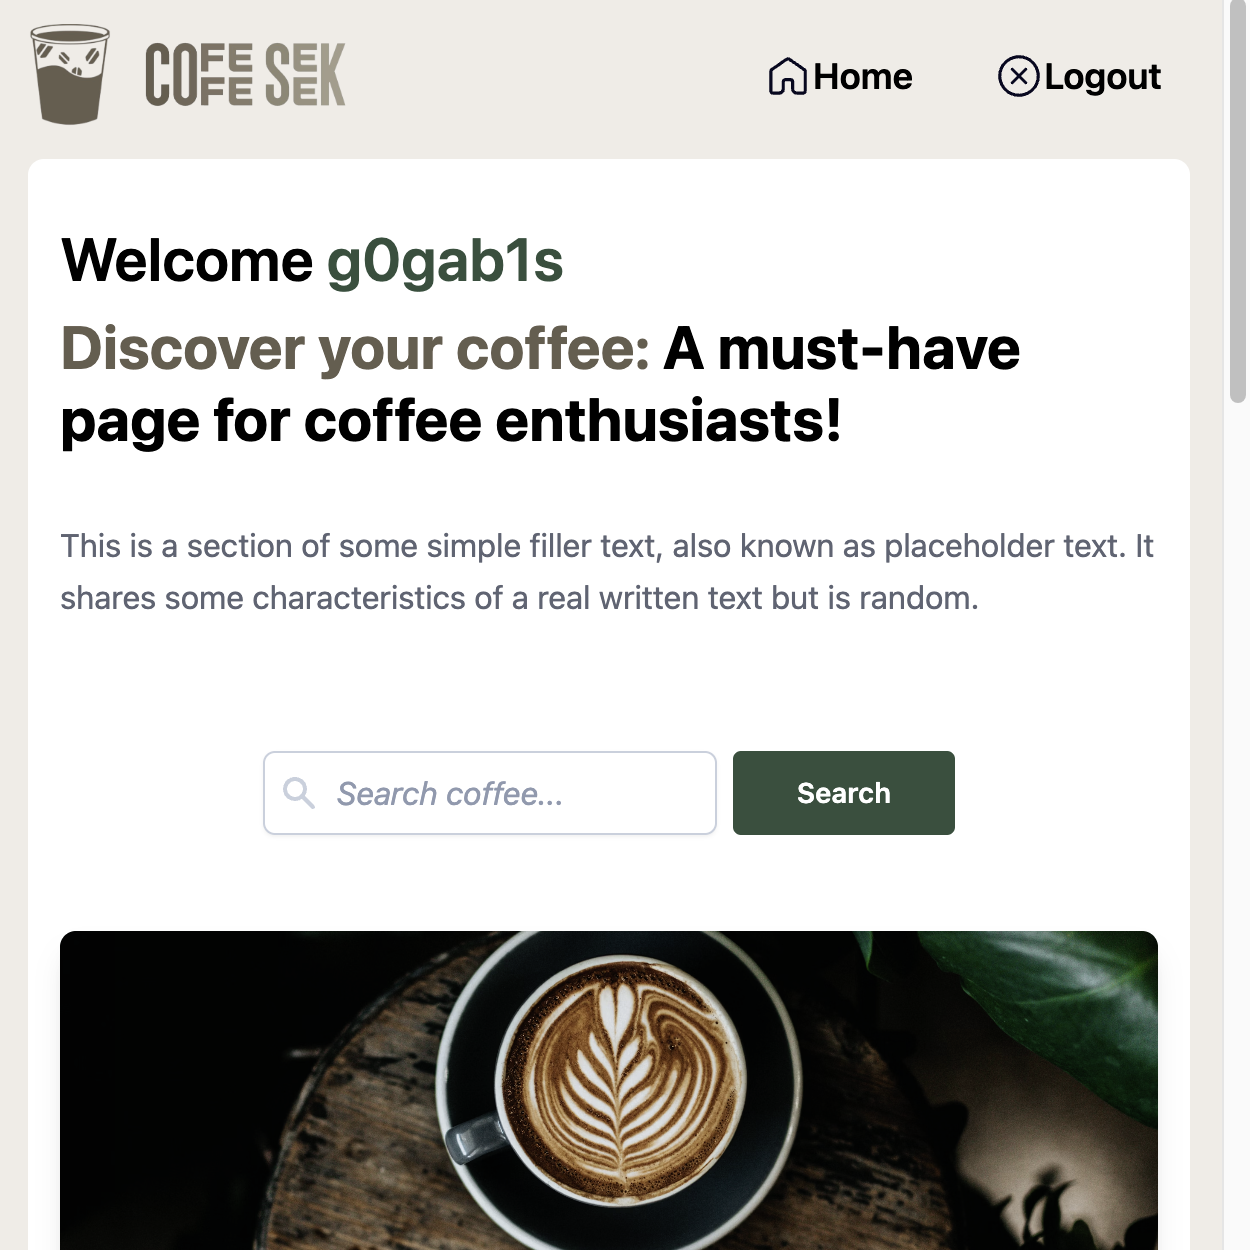 COFFEE SEEK
Home
Logout
Welcome g0gab1s
Discover your coffee: A must-have
page for coffee enthusiasts!
This is a section of some simple filler text, also known as placeholder text. It
shares some characteristics of a real written text but is random.
Search coffee...
Search